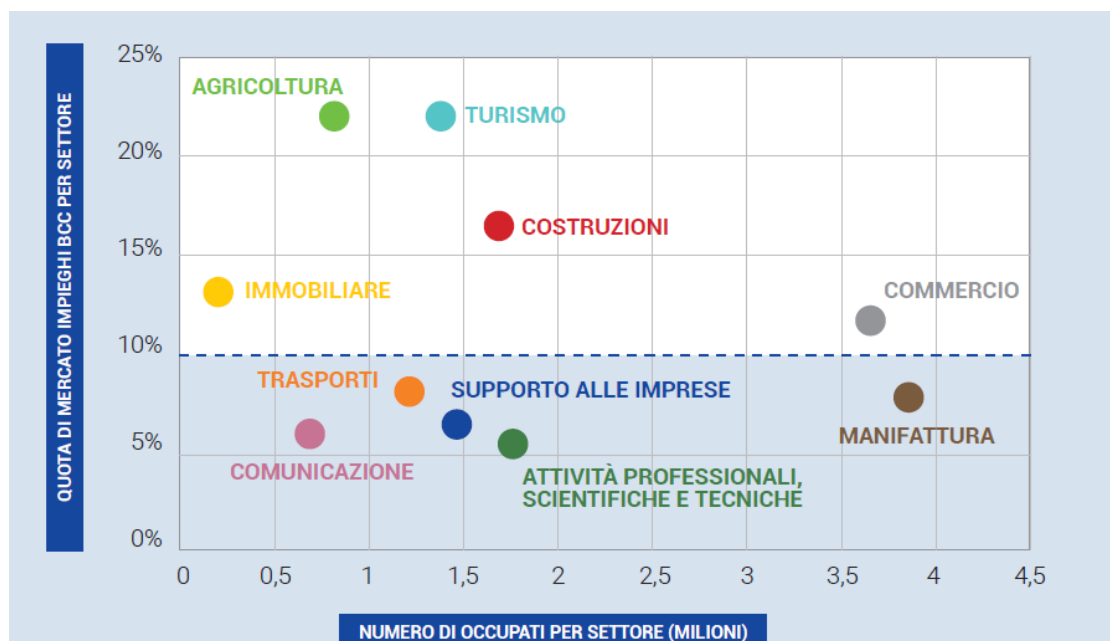 QUOTA DI MERCATO IMPIEGHI BCC PER SETTORE
25%
20%
15%
10%
5%
0%
AGRICOLTURA
TURISMO
COSTRUZIONI
IMMOBILIARE
COMMERCIO
TRASPORTI
SUPPORTO ALLE IMPRESE
MANIFATTURA
COMUNICAZIONE
ATTIVITÀ PROFESSIONALI,
SCIENTIFICHE E TECNICHE
0 0,5 1 1,5 2 2,5 3 3,5 4 4,5
NUMERO DI OCCUPATI PER SETTORE (MILIONI)